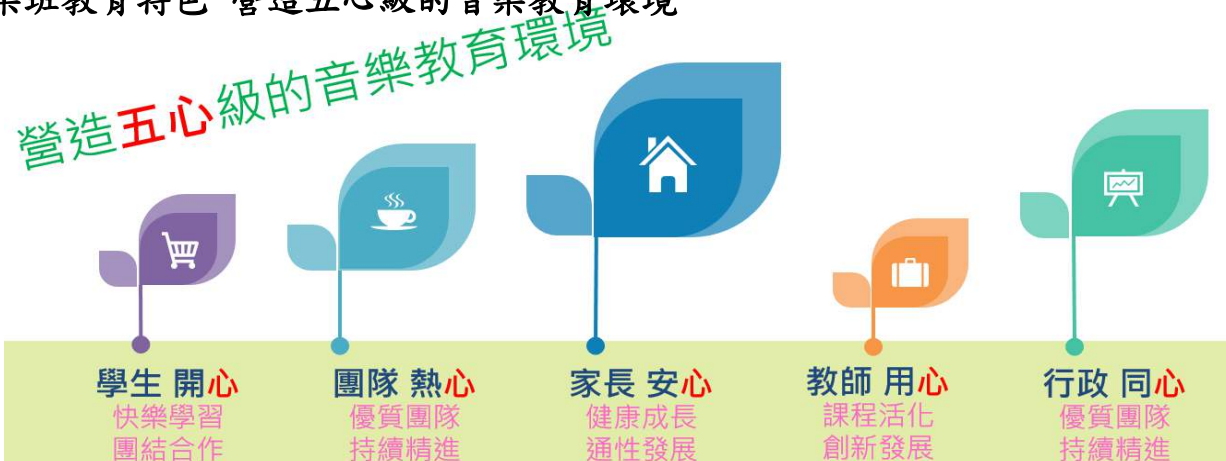 樂班教育特色 營造五心級的音樂教育環境
營造五心級的音樂教育環境
學生 開心
快樂學習
團結合作
團隊 熱心
優質團隊
持續精進
家長 安心
健康成長
通性發展
教師 用心
課程活化
創新發展
行政 同心
優質團隊
持續精進